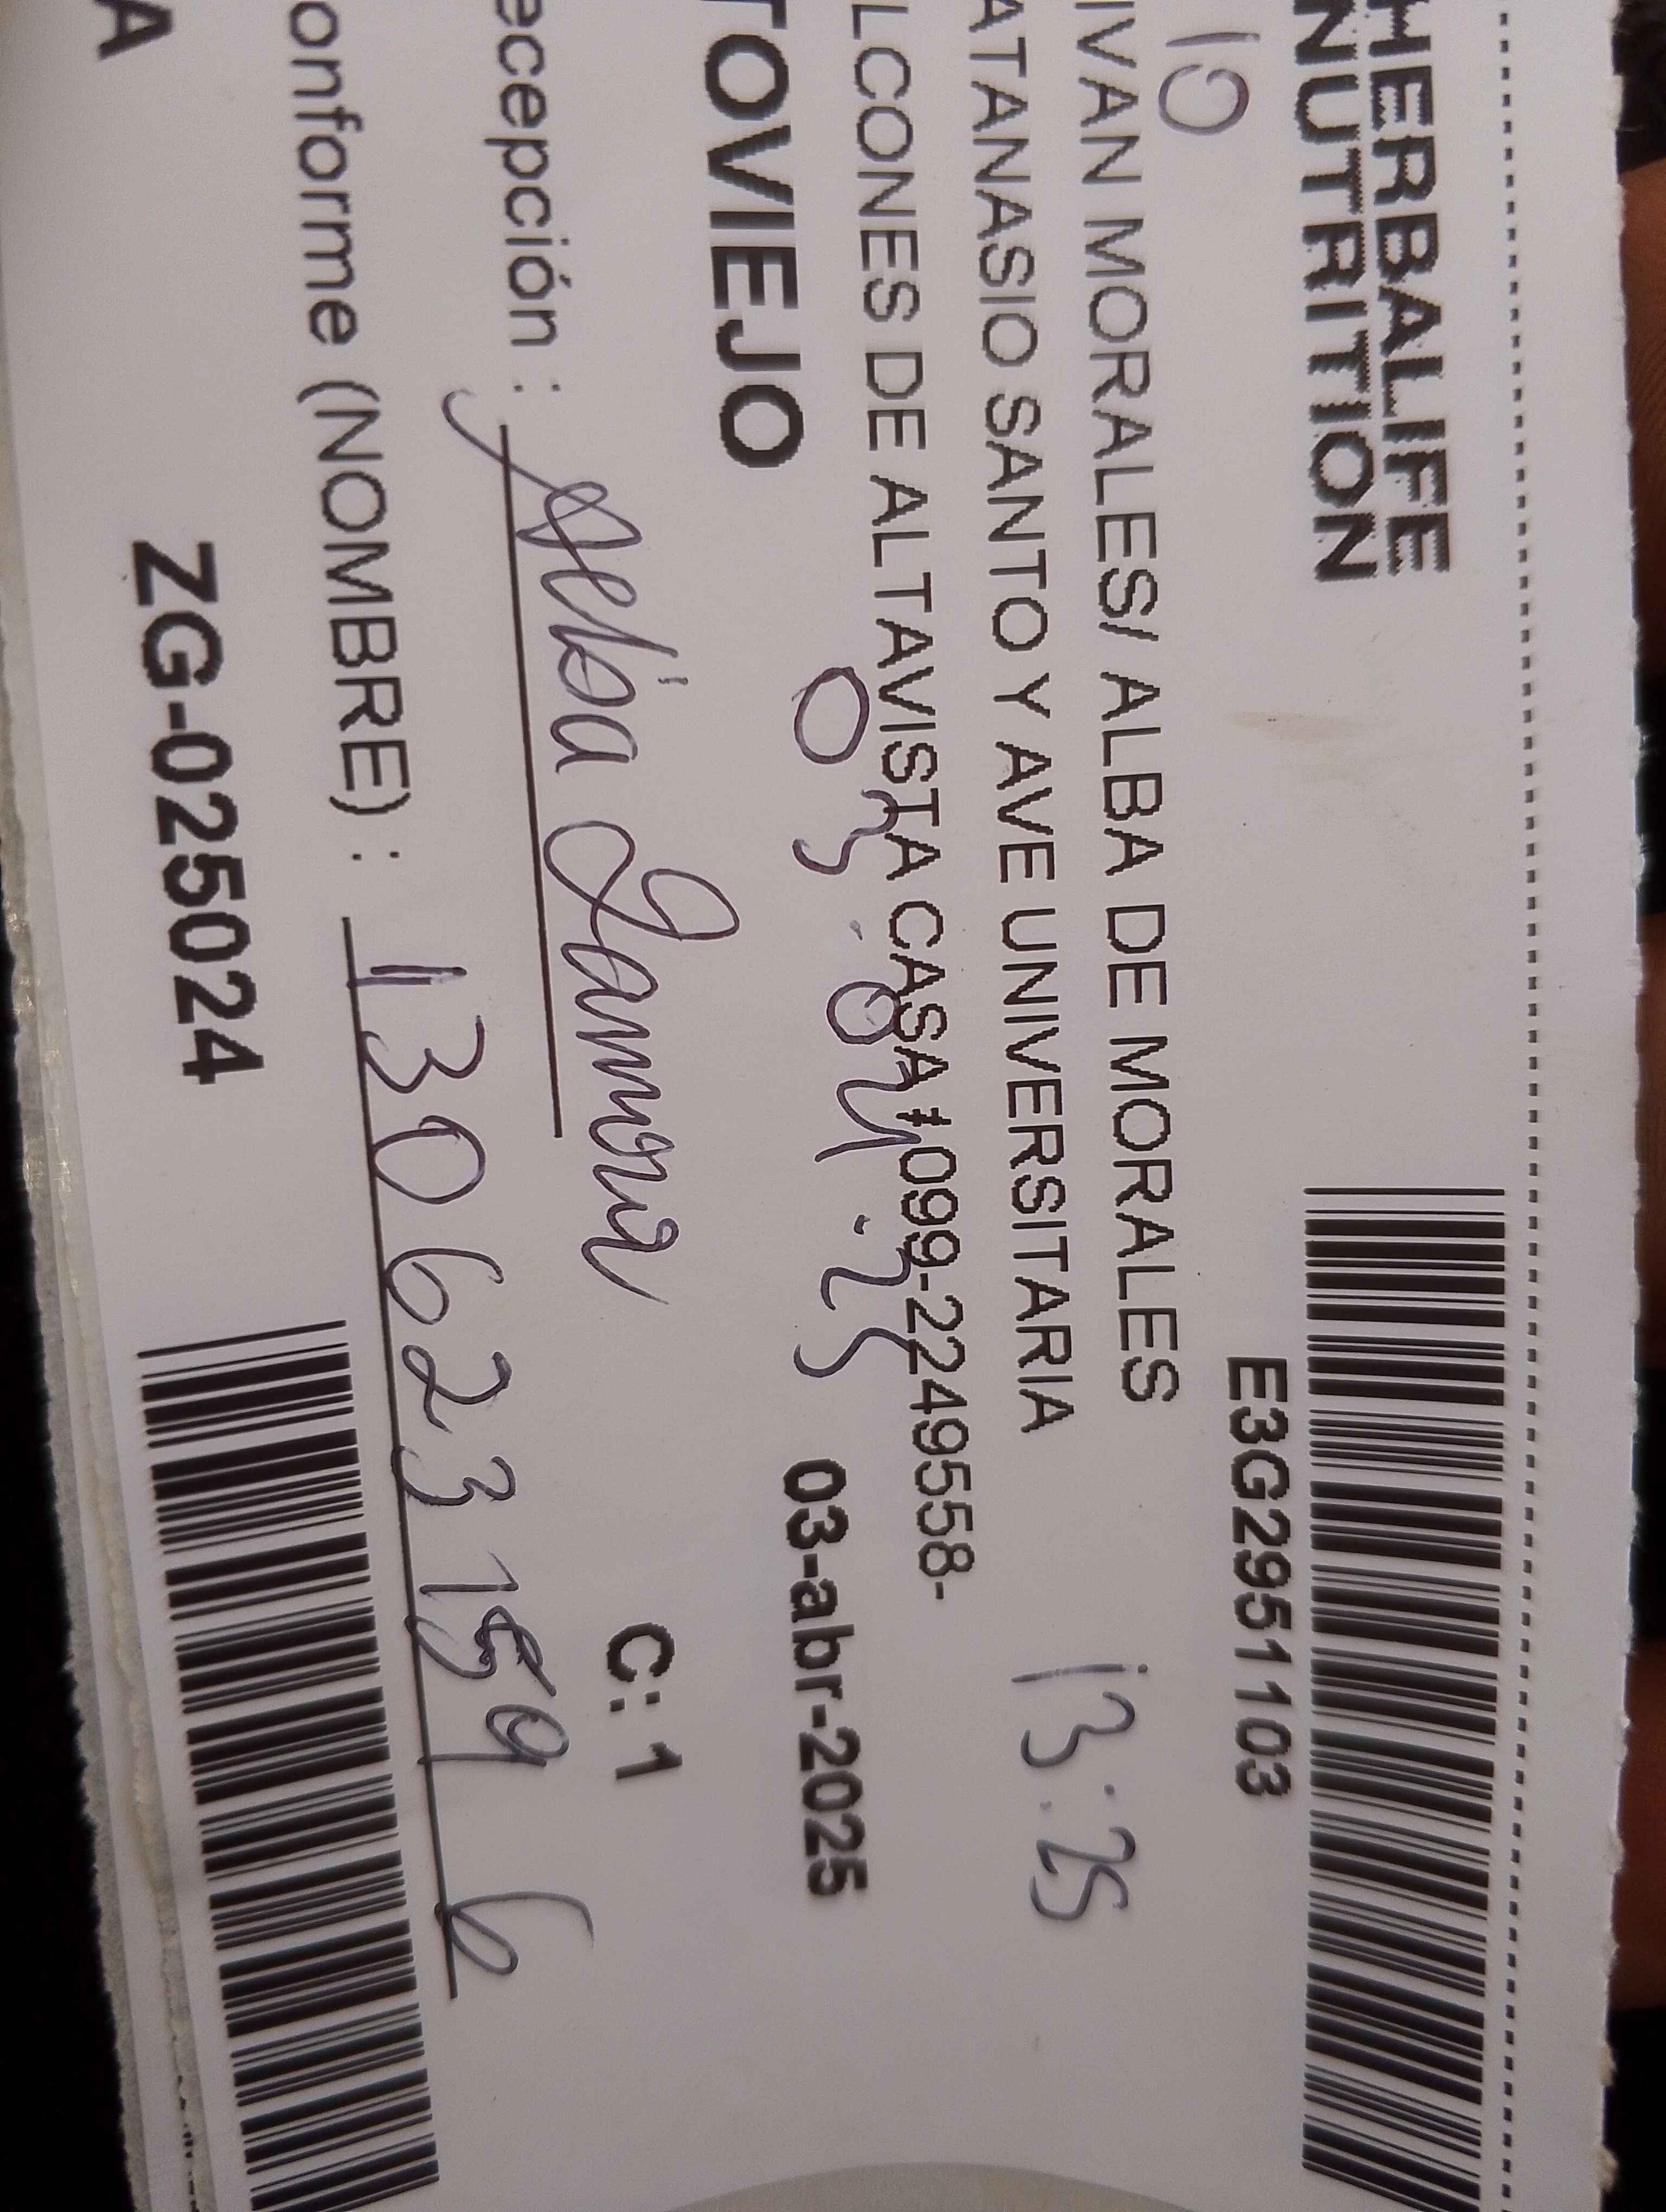 HERBALIFE
NUTRITION
E3G2951103
10
IVAN MORALES/ ALBA DE MORALES
ATANASIO SANTO Y AVE UNIVERSITARIA
13:25
LCONES DE ALTAVISTA CASA#099-2249558-
03.04.25
TOVIEJO
03-abr-2025
C: 1
ecepción :
onforme (NOMBRE) : 1306231596
ZG-025024
A